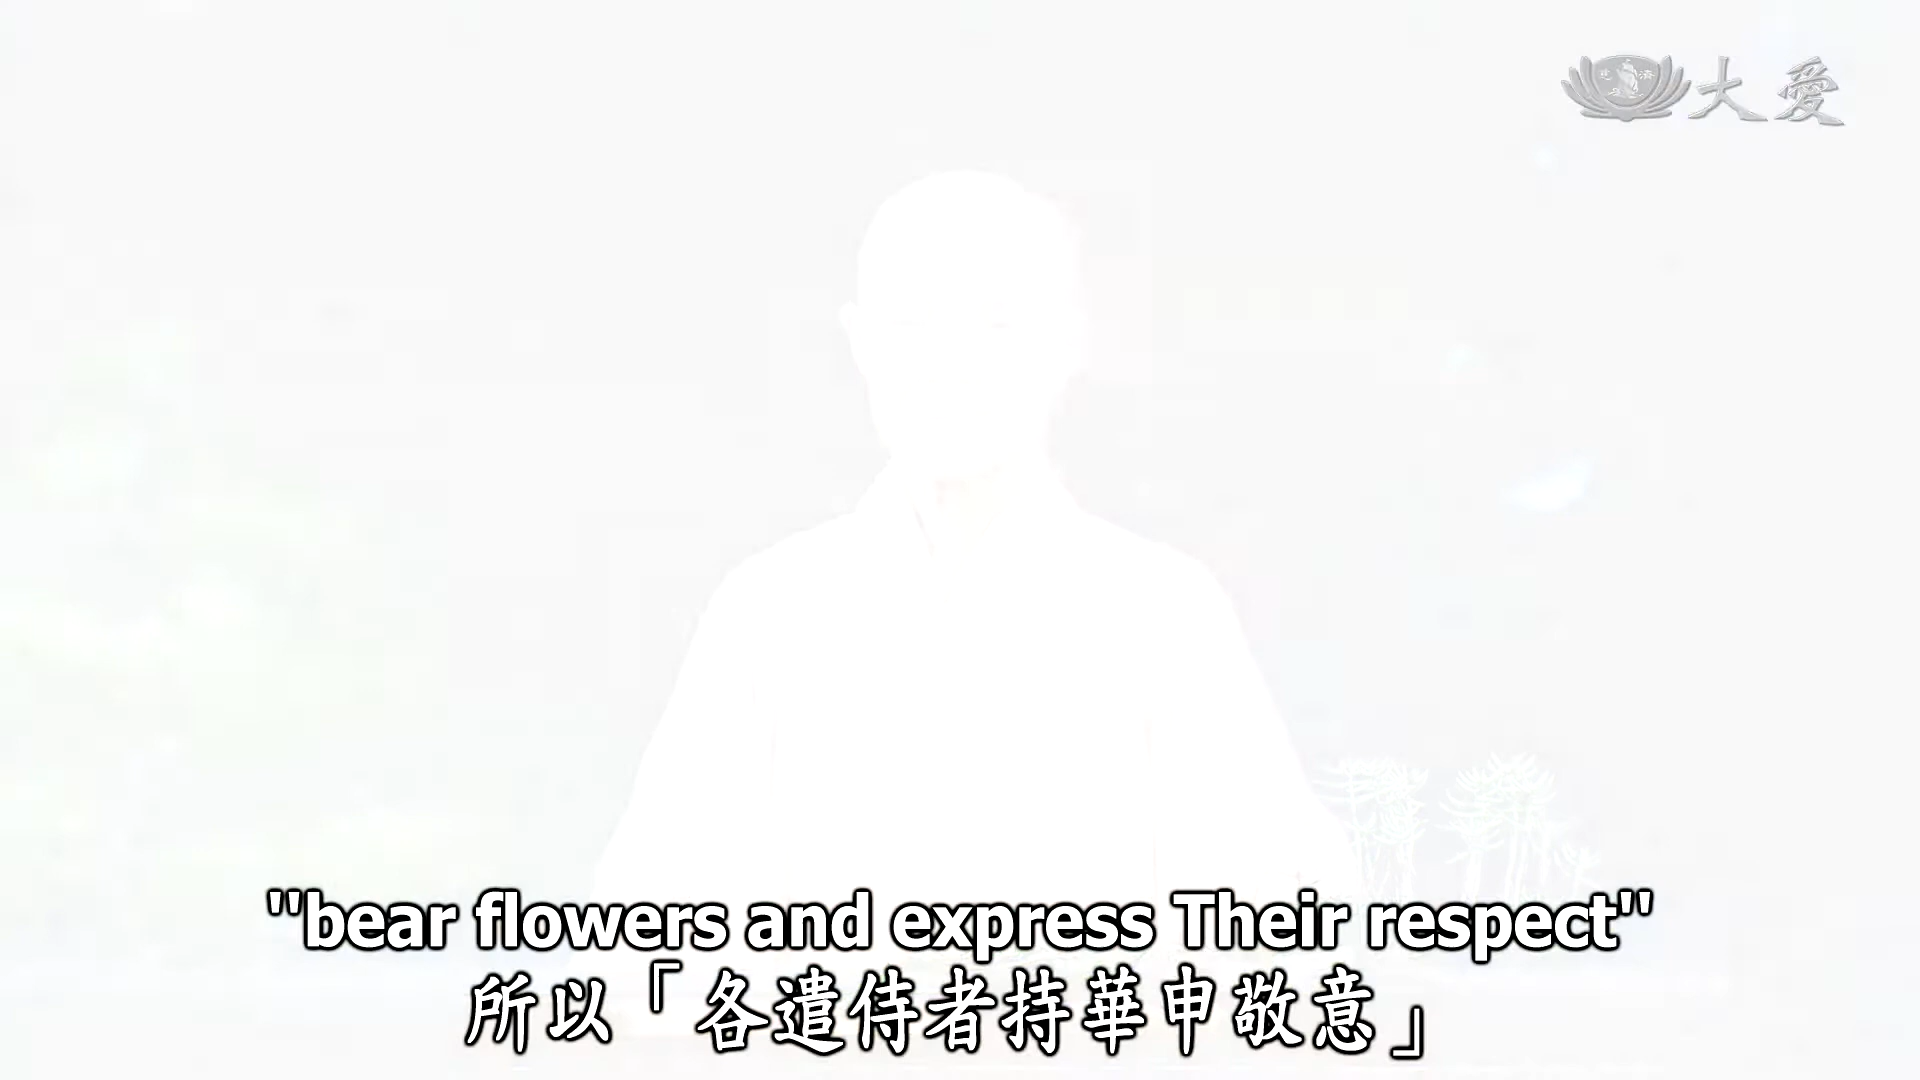 大愛
"bear flowers and express Their respect"
所以「各遣侍者持華申敬意」